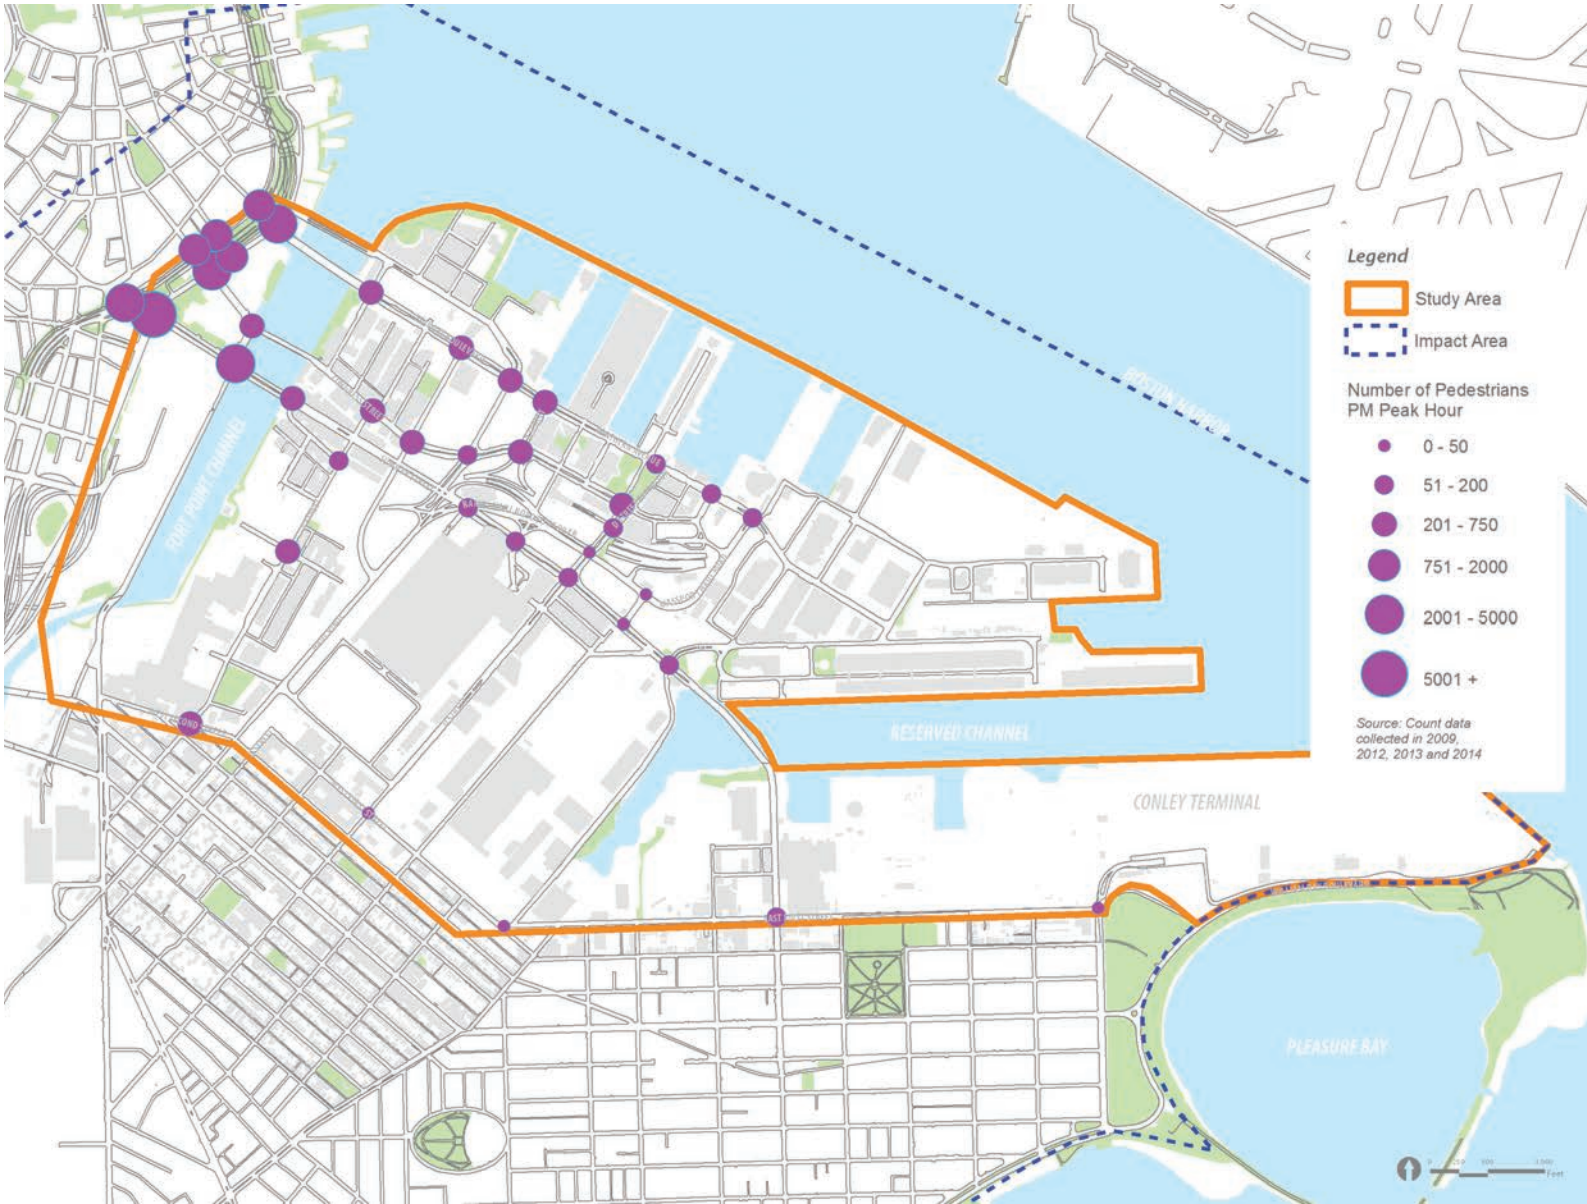 BOSTON HARBOR
FORT POINT CHANNEL
RESERVED CHANNEL
CONLEY TERMINAL
PLEASURE BAY
Legend
Study Area
Impact Area
Number of Pedestrians
PM Peak Hour
0 - 50
51 - 200
201 - 750
751 - 2000
2001 - 5000
5001 +
Source: Count data
collected in 2009,
2012, 2013 and 2014
Feet